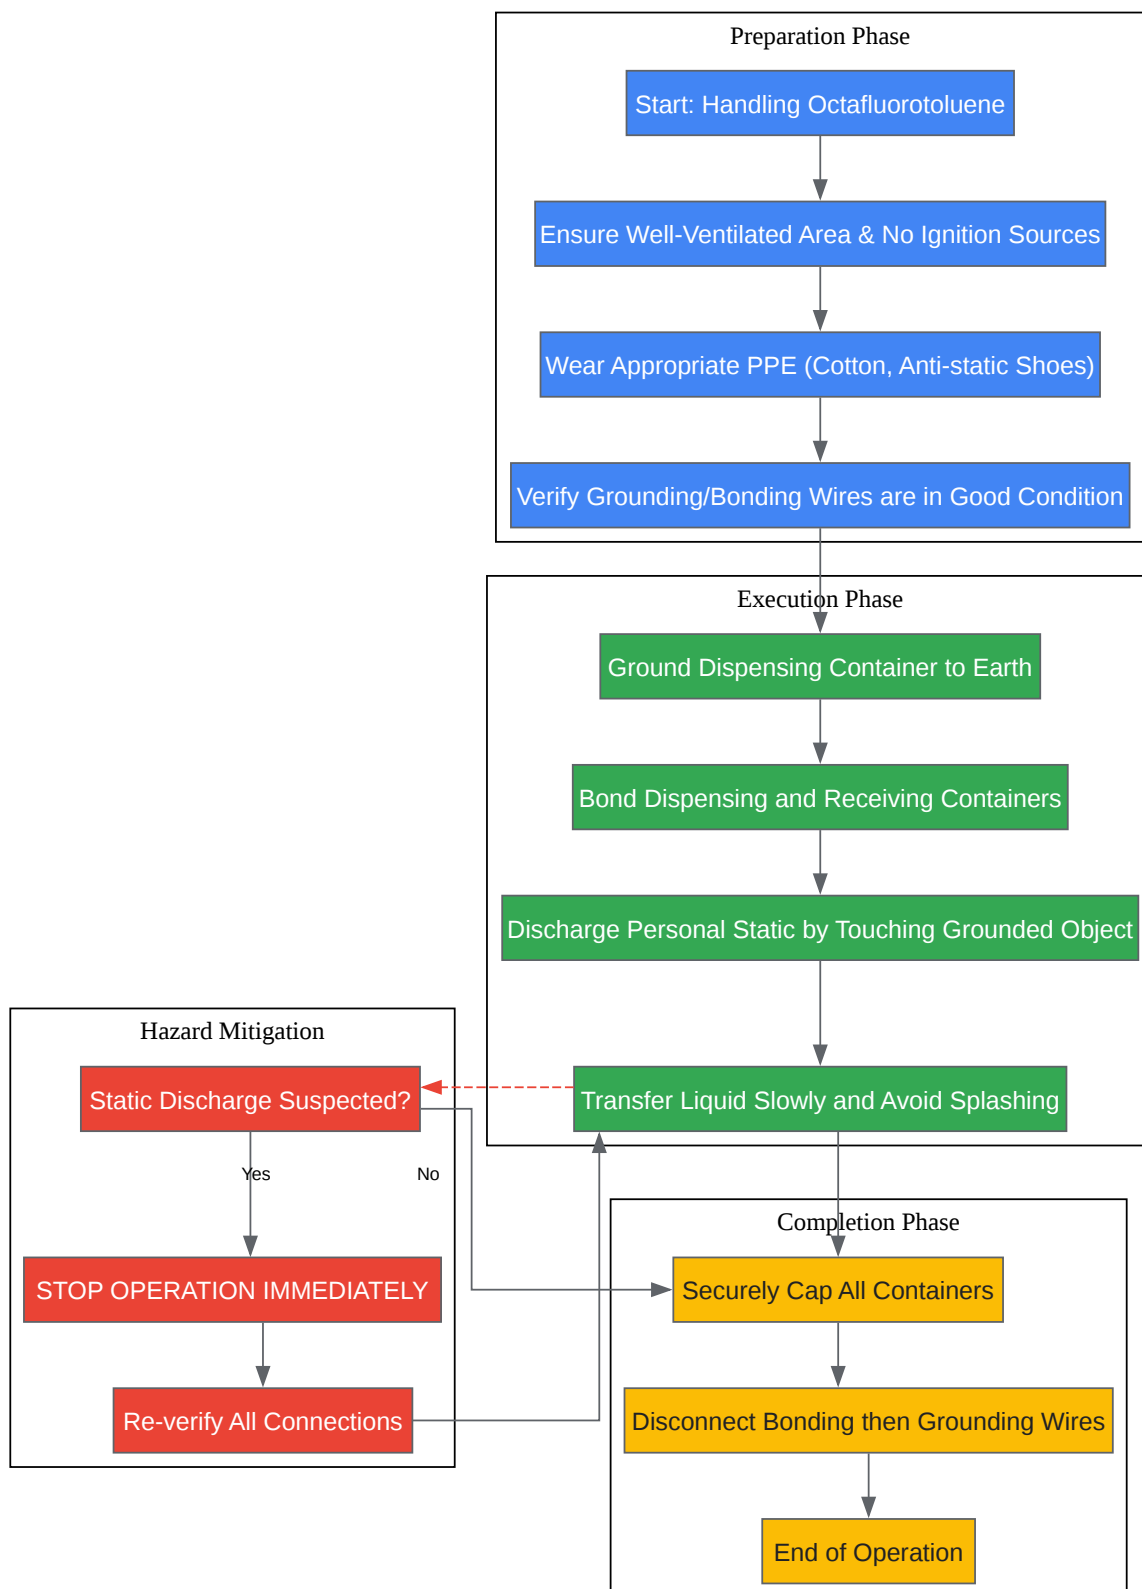 Preparation Phase
Start: Handling Octafluorotoluene
Ensure Well-Ventilated Area & No Ignition Sources
Wear Appropriate PPE (Cotton, Anti-static Shoes)
Verify Grounding/Bonding Wires are in Good Condition
Execution Phase
Ground Dispensing Container to Earth
Bond Dispensing and Receiving Containers
Discharge Personal Static by Touching Grounded Object
Transfer Liquid Slowly and Avoid Splashing
Hazard Mitigation
Static Discharge Suspected?
Yes
No
STOP OPERATION IMMEDIATELY
Re-verify All Connections
Completion Phase
Securely Cap All Containers
Disconnect Bonding then Grounding Wires
End of Operation